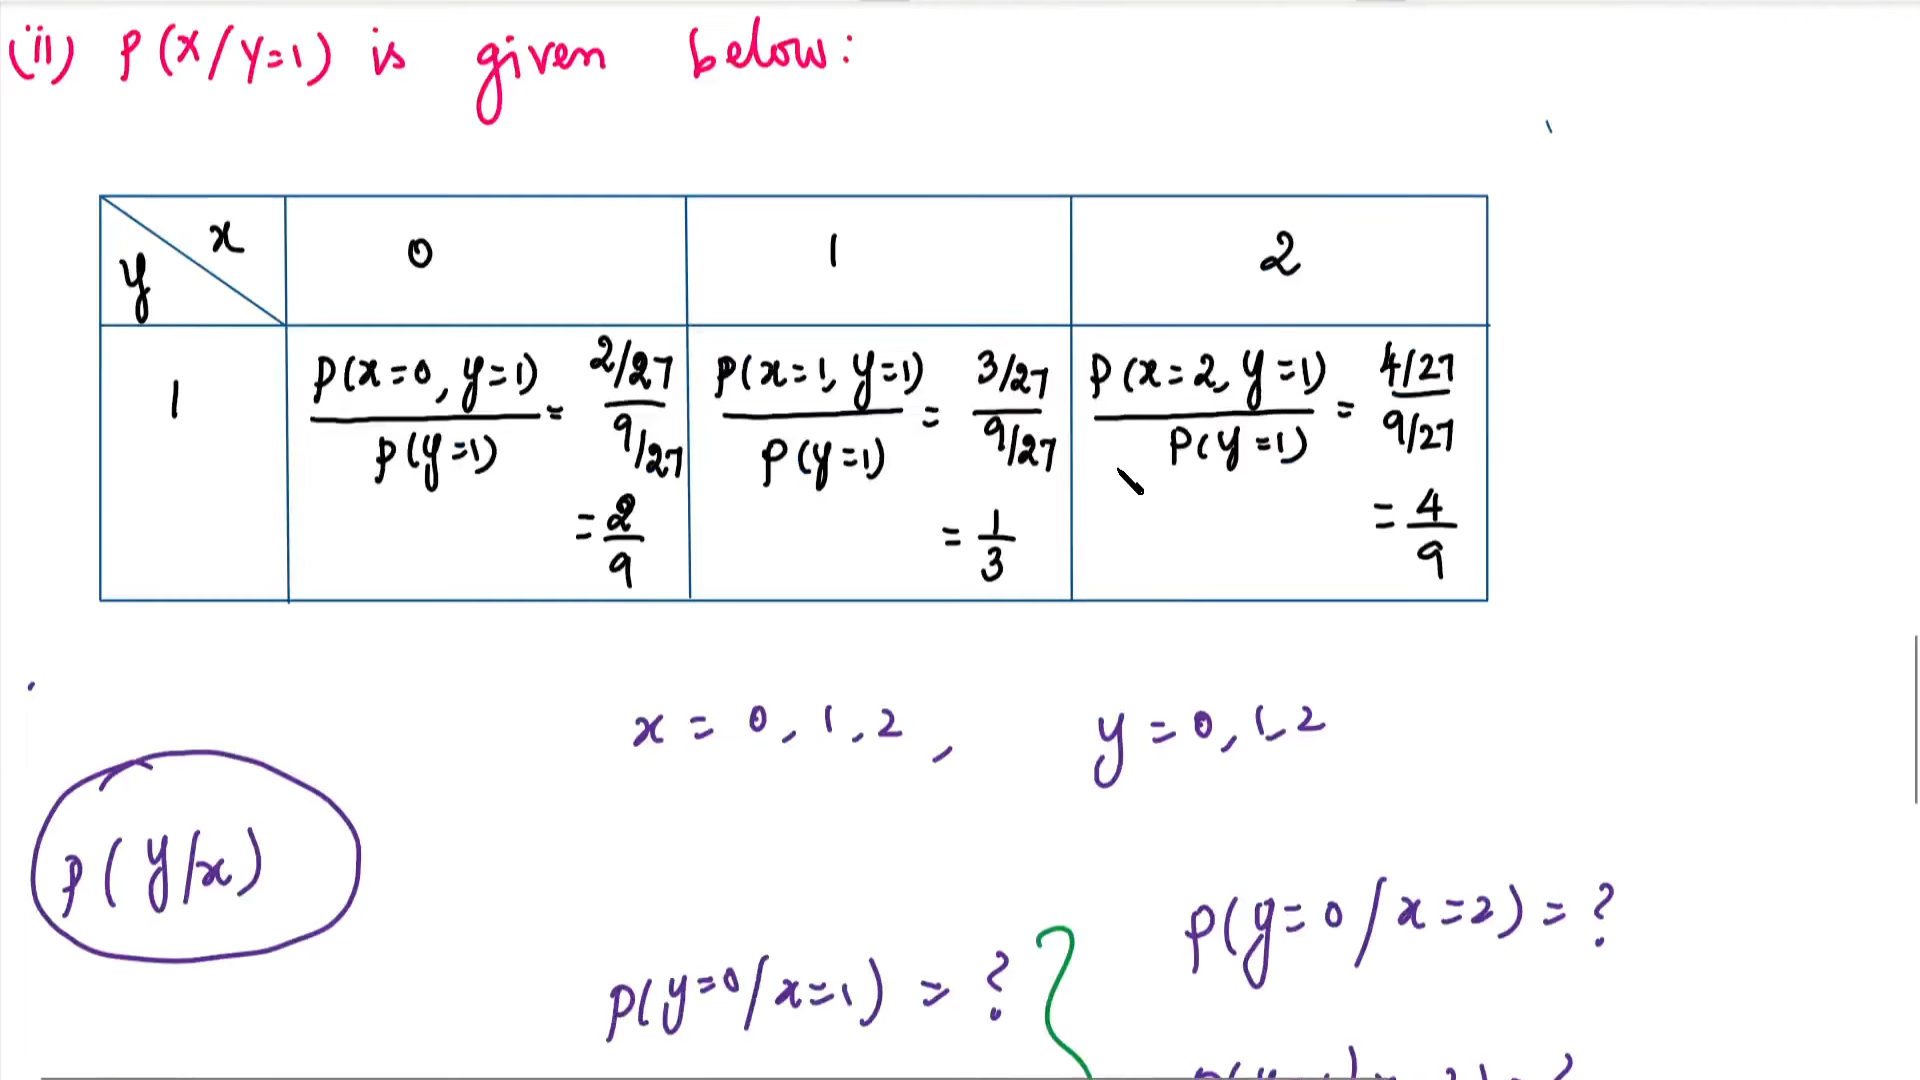 (ii) P(X/Y=1) is given below:
x 0 1 2
y
1 P(x=0, y=1) / P(y=1) = 2/27 / 9/27 = 2/9
P(x=1, y=1) / P(y=1) = 3/27 / 9/27 = 1/3
P(x=2, y=1) / P(y=1) = 4/27 / 9/27 = 4/9
x = 0, 1, 2, y = 0, 1, 2
P(y/x)
P(y=0/x=2) = ?
P(y=0/x=1) = ?